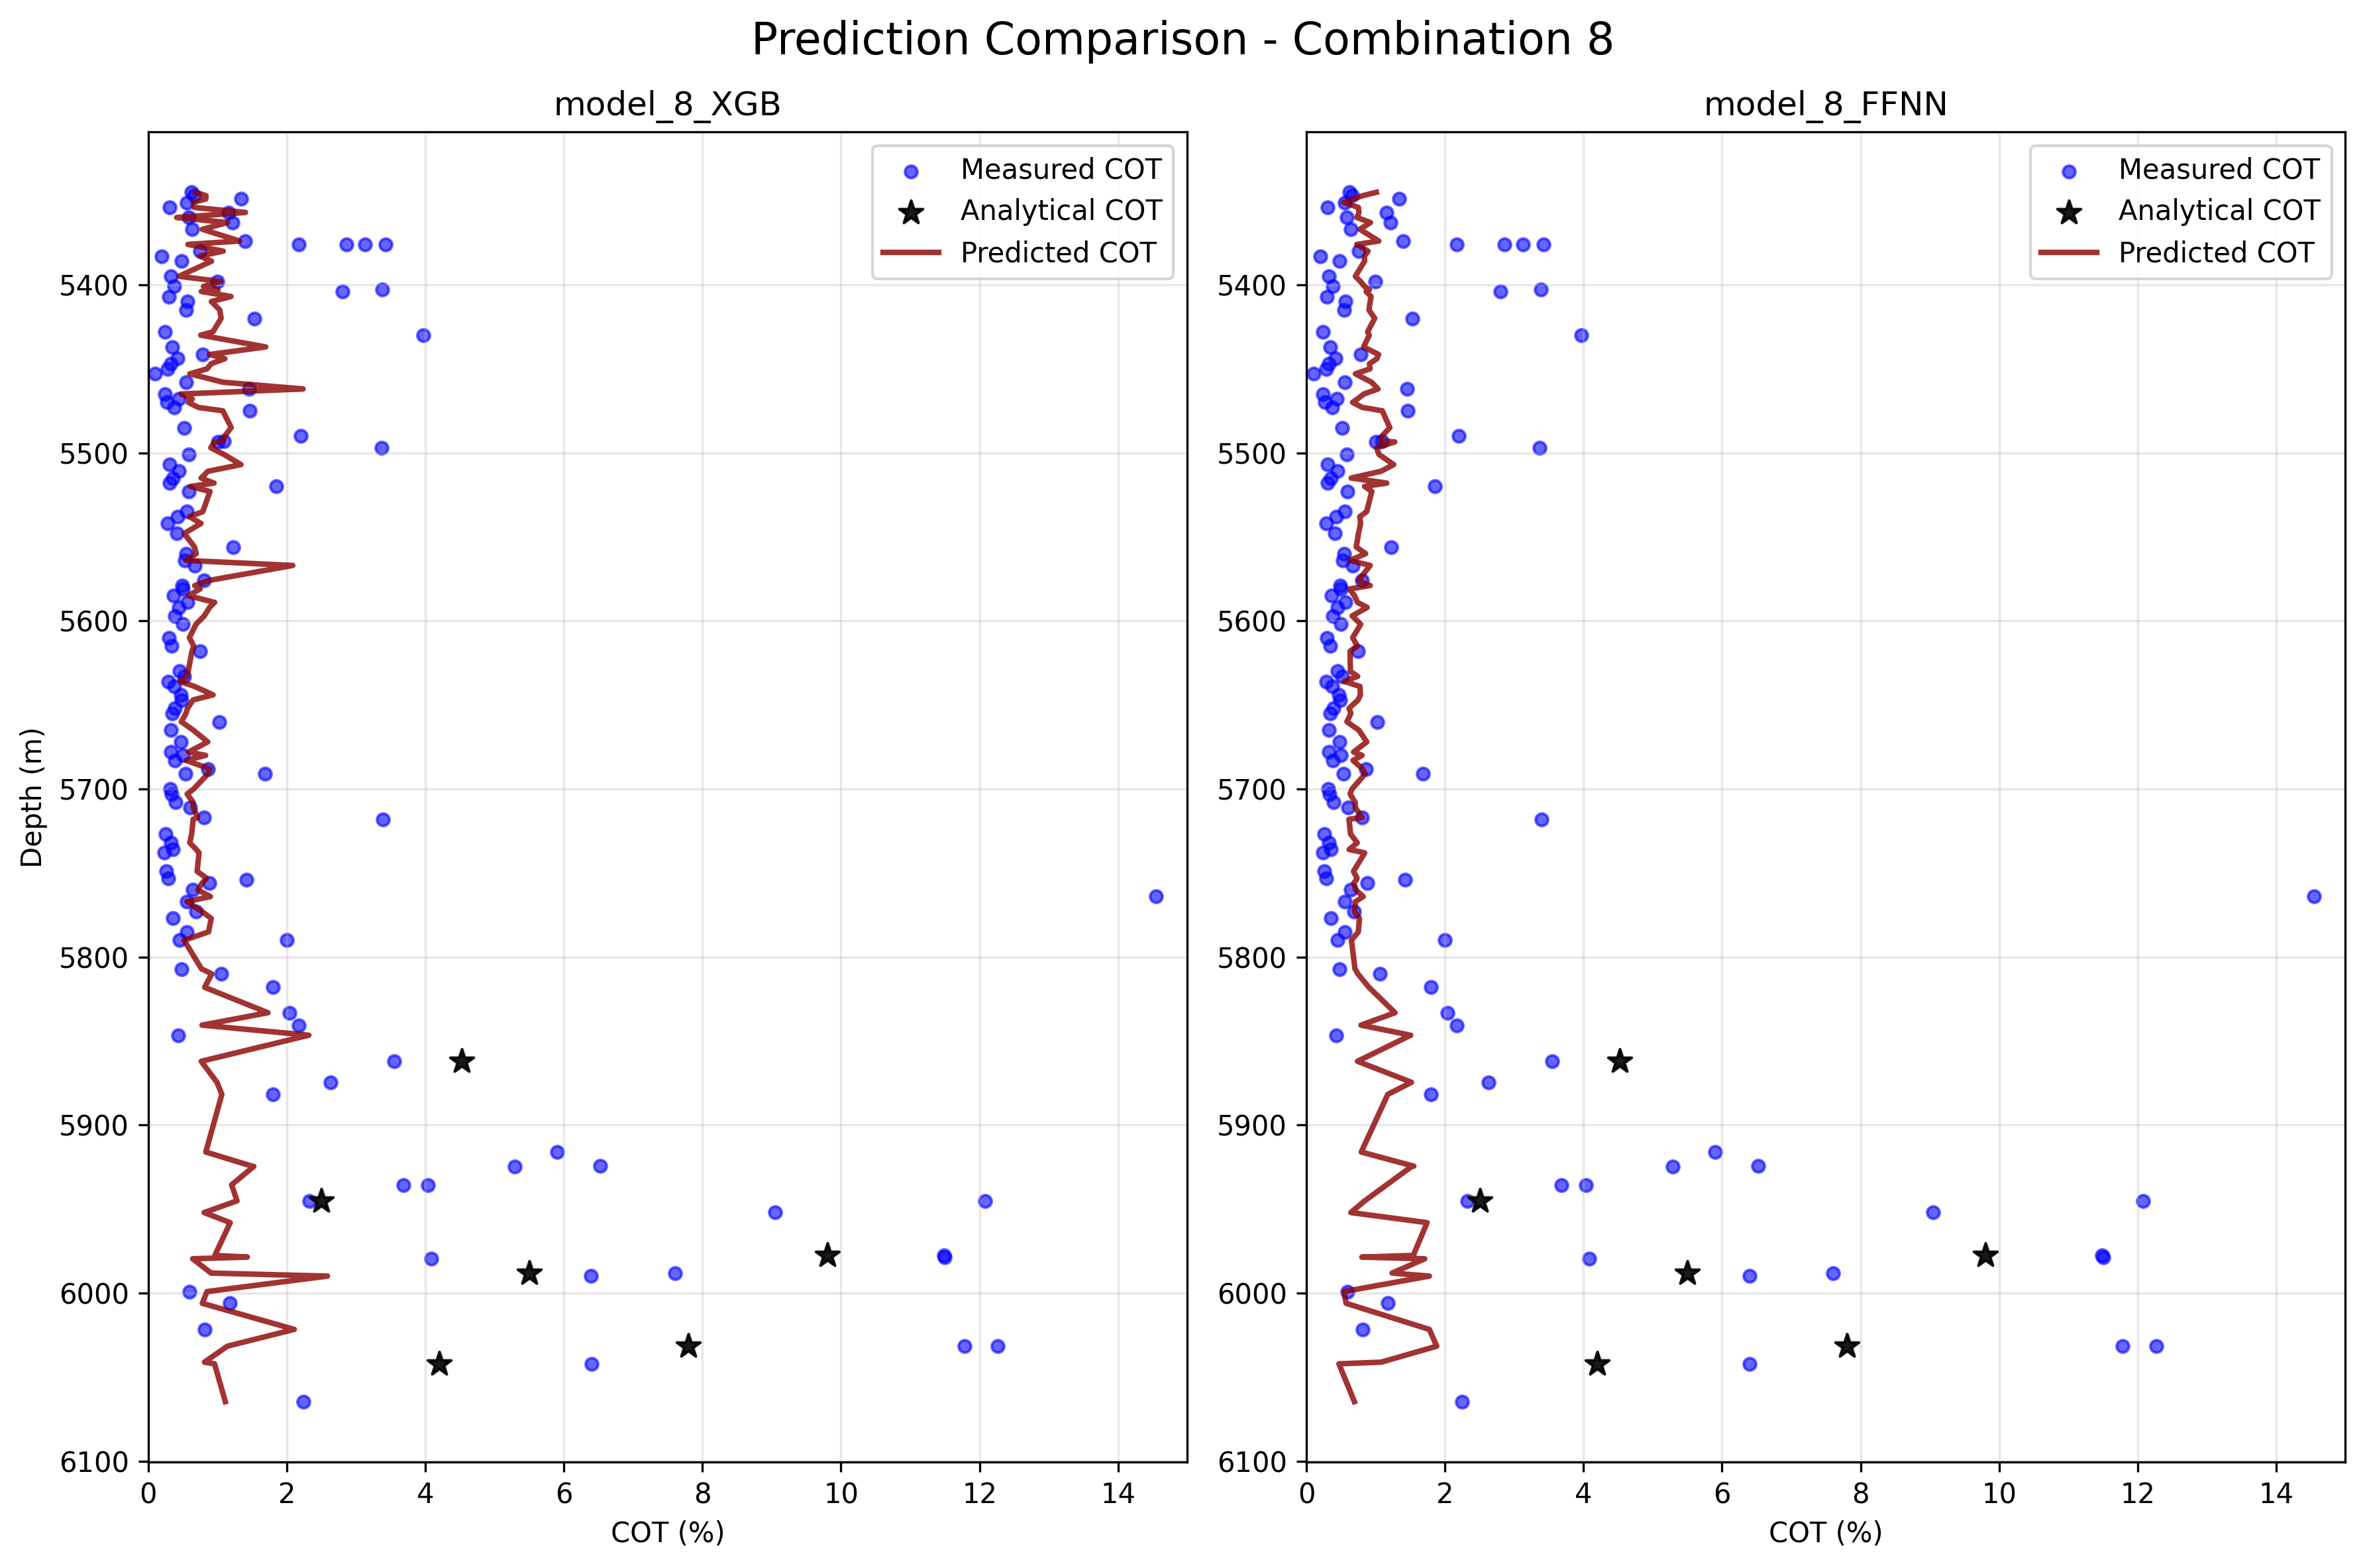 Prediction Comparison - Combination 8
model_8_XGB
Measured COT
Analytical COT
Predicted COT
5400
5500
5600
5700
5800
5900
6000
6100
Depth (m)
0 2 4 6 8 10 12 14
COT (%)
model_8_FFNN
Measured COT
Analytical COT
Predicted COT
5400
5500
5600
5700
5800
5900
6000
6100
0 2 4 6 8 10 12 14
COT (%)